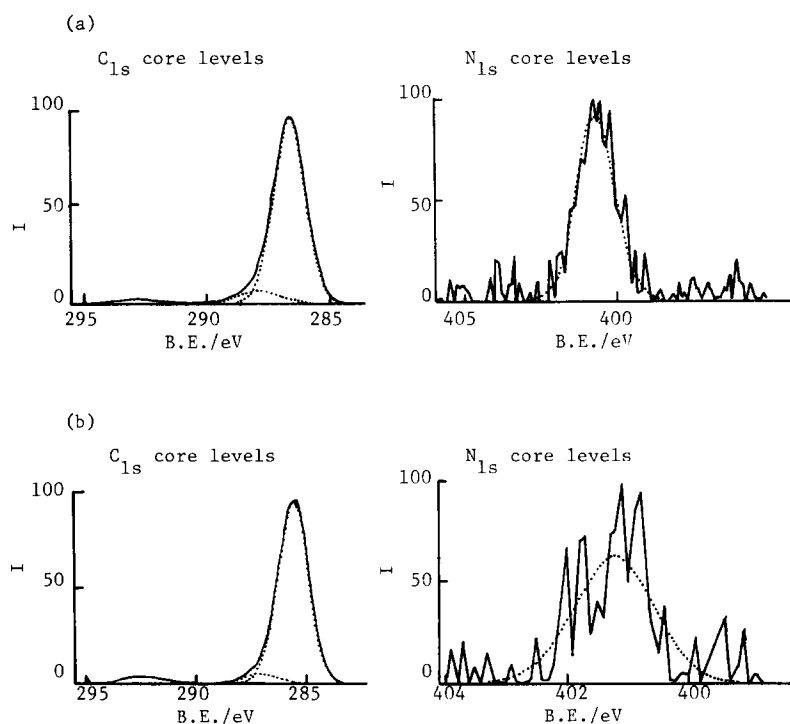 (a)
C1s core levels
N1s core levels
100
50
0
I
295
290
285
B.E./eV
100
50
0
I
405
400
B.E./eV
(b)
C1s core levels
N1s core levels
100
50
0
I
295
290
285
B.E./eV
100
50
0
I
404
402
400
B.E./eV